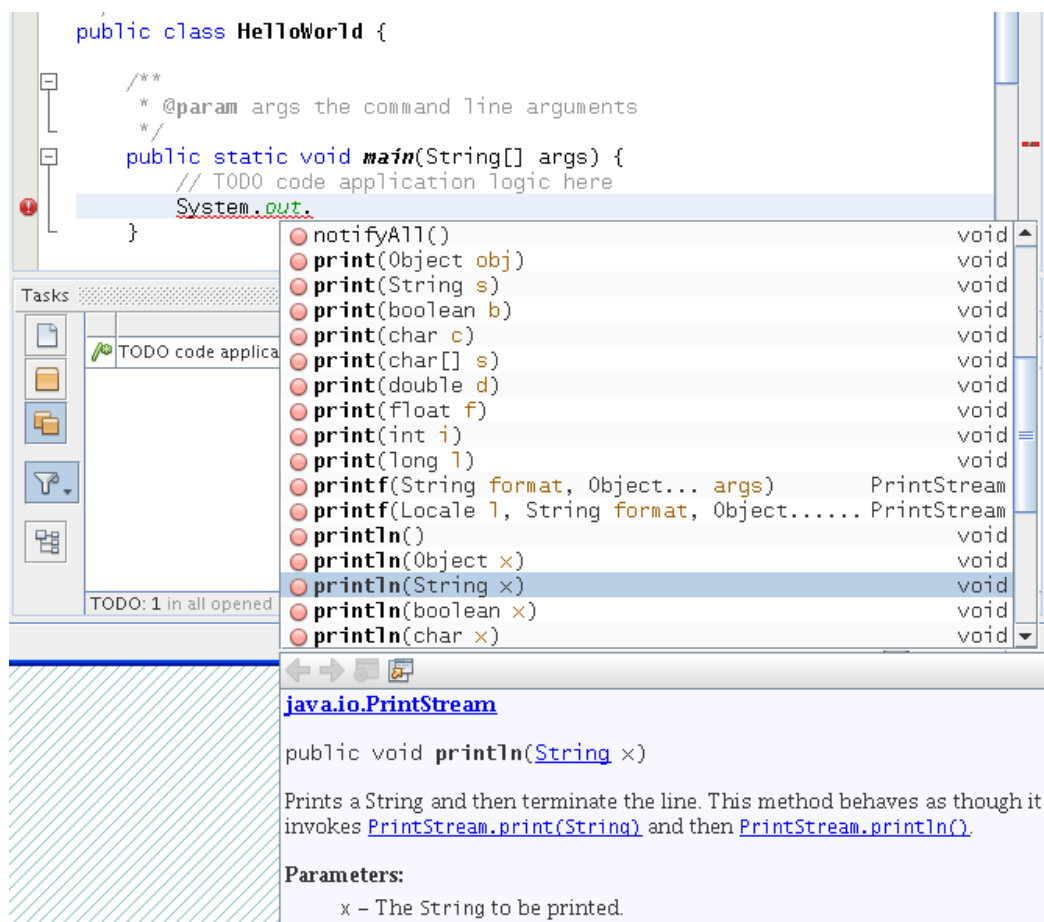 public class HelloWorld {
/**
* @param args the command line arguments
*/
public static void main(String[] args) {
// TODO code application logic here
System.out.
}
notifyAll() void
print(Object obj) void
print(String s) void
print(boolean b) void
print(char c) void
print(char[] s) void
print(double d) void
print(float f) void
print(int i) void
print(long l) void
printf(String format, Object... args) PrintStream
printf(Locale l, String format, Object...... PrintStream
println() void
println(Object x) void
println(String x) void
println(boolean x) void
println(char x) void
Tasks
TODO code applica
TODO: 1 in all opened
java.io.PrintStream
public void println(String x)
Prints a String and then terminate the line. This method behaves as though it
invokes PrintStream.print(String) and then PrintStream.println().
Parameters:
x – The String to be printed.